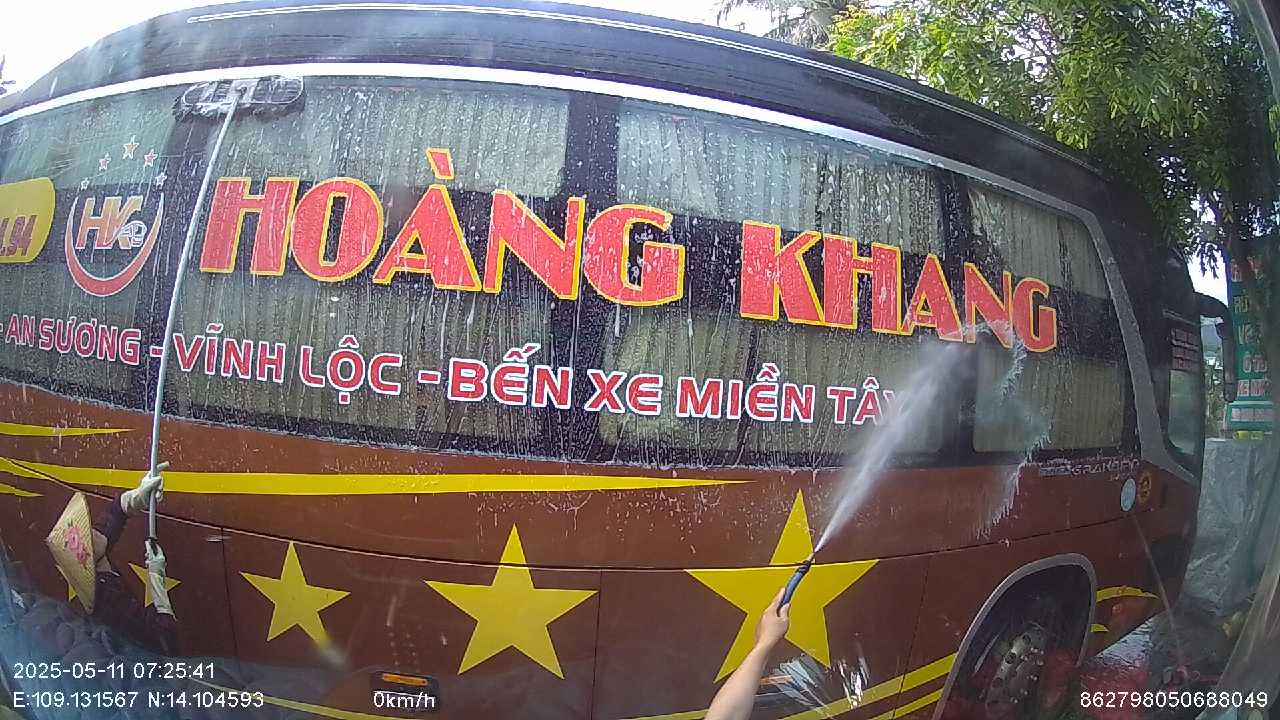 HOÀNG KHANG
HK
- AN SƯƠNG - VĨNH LỘC - BẾN XE MIỀN TÂY
2025-05-11 07:25:41
E:109.131567 N:14.104593
0km/h
862798050688049